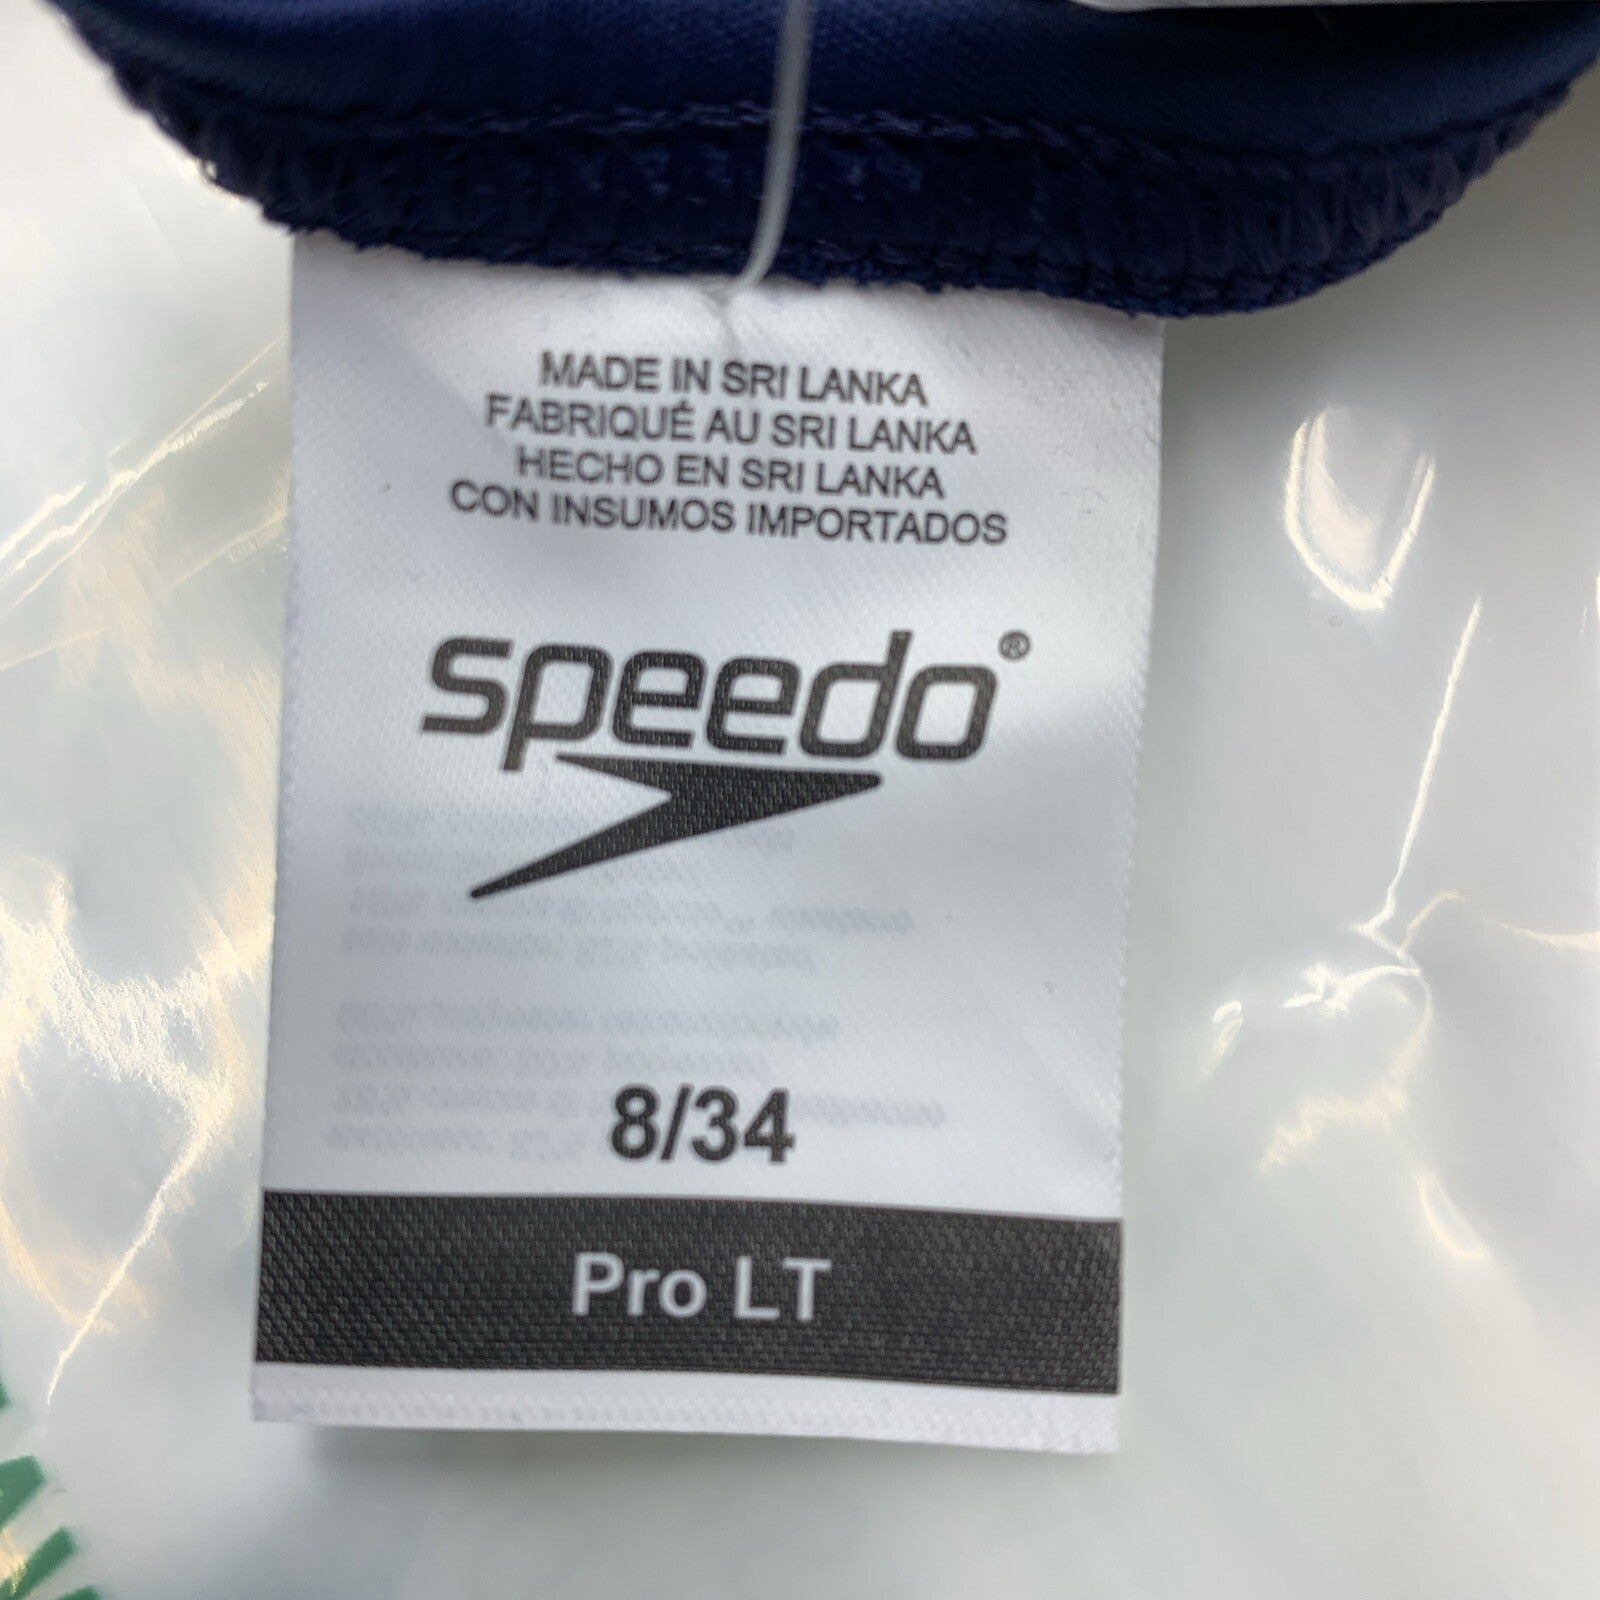 MADE IN SRI LANKA
FABRIQUÉ AU SRI LANKA
HECHO EN SRI LANKA
CON INSUMOS IMPORTADOS
speedo®
8/34
Pro LT